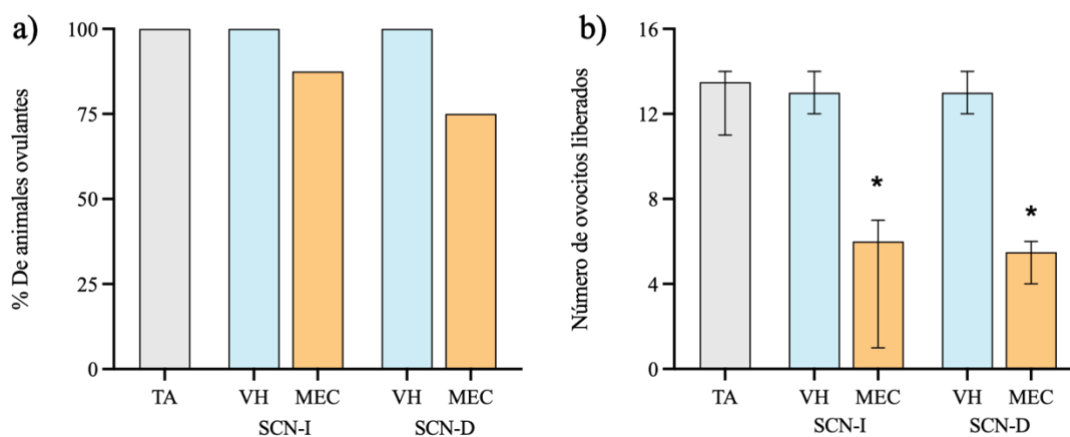 a)
% De animales ovulantes
100
75
50
25
0
TA VH MEC VH MEC
SCN-I SCN-D
b)
Número de ovocitos liberados
16
12
8
4
0
*
*
TA VH MEC VH MEC
SCN-I SCN-D